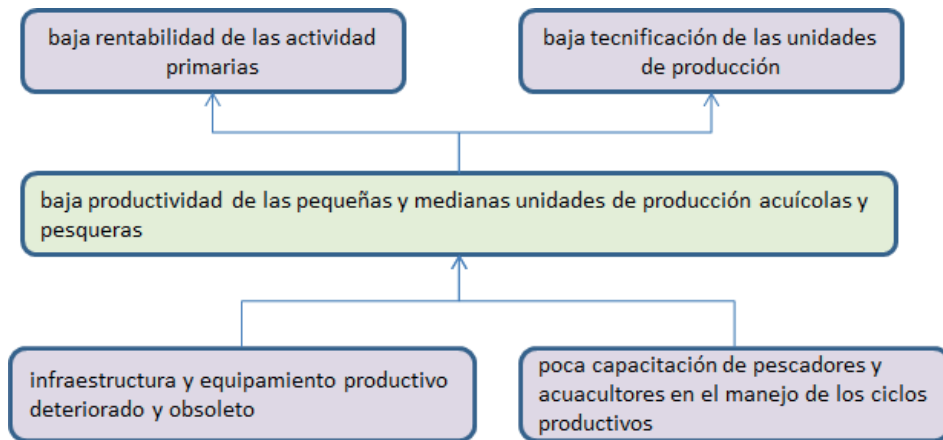 baja rentabilidad de las actividad
primarias
baja tecnificación de las unidades
de producción
baja productividad de las pequeñas y medianas unidades de producción acuícolas y
pesqueras
infraestructura y equipamiento productivo
deteriorado y obsoleto
poca capacitación de pescadores y
acuacultores en el manejo de los ciclos
productivos